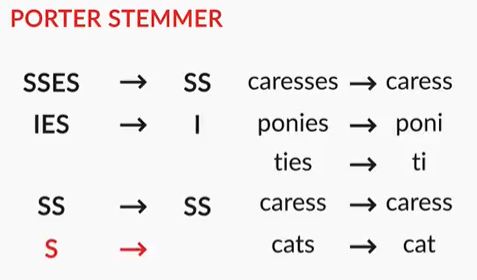 PORTER STEMMER
SSES → SS caresses → caress
IES → I ponies → poni
ties → ti
SS → SS caress → caress
S → cats → cat